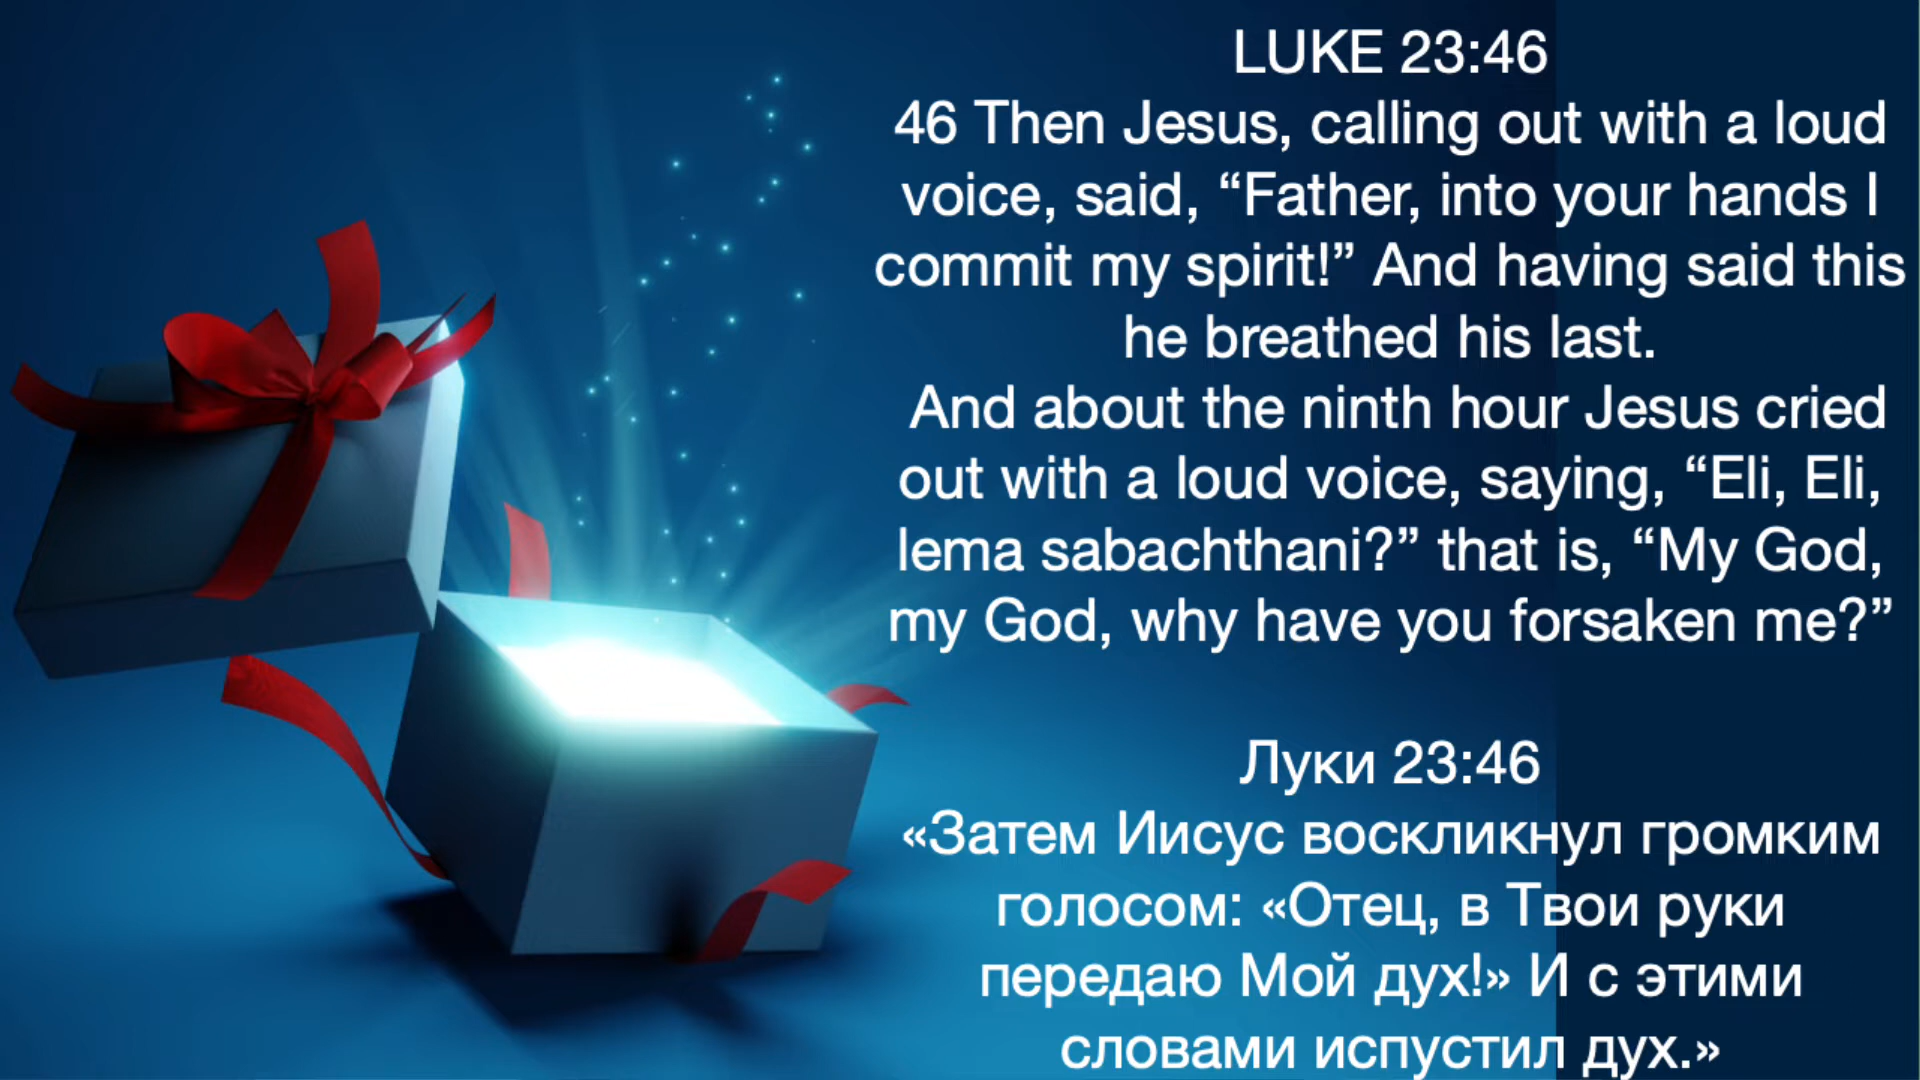 LUKE 23:46
46 Then Jesus, calling out with a loud
voice, said, “Father, into your hands I
commit my spirit!” And having said this
he breathed his last.
And about the ninth hour Jesus cried
out with a loud voice, saying, “Eli, Eli,
lema sabachthani?” that is, “My God,
my God, why have you forsaken me?”
Луки 23:46
«Затем Иисус воскликнул громким
голосом: «Отец, в Твои руки
передаю Мой дух!» И с этими
словами испустил дух.»